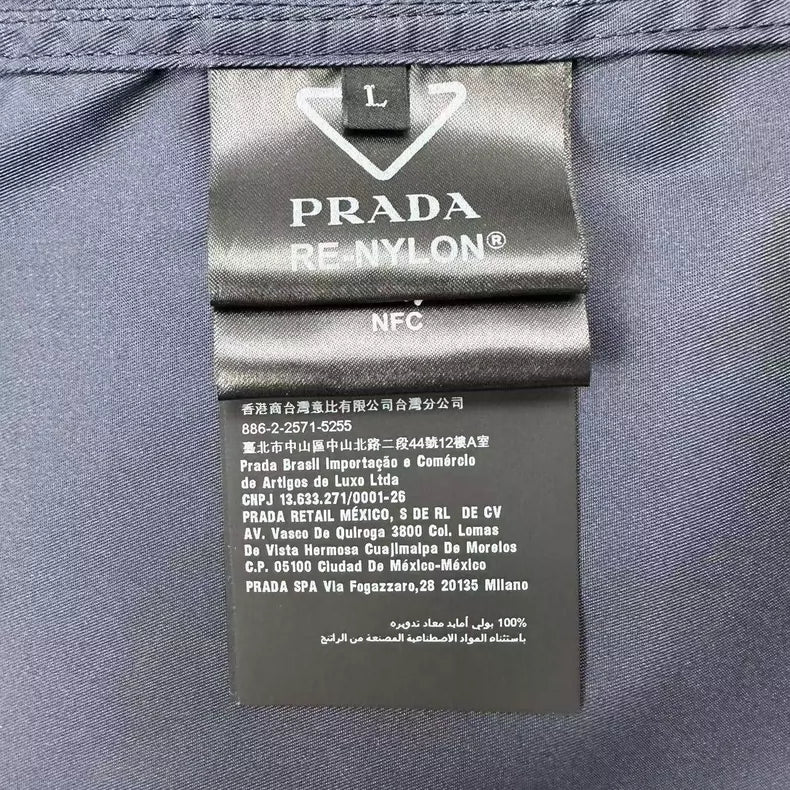 L
PRADA
RE-NYLON®
NFC
香港商台灣意比有限公司台灣分公司
886-2-2571-5255
臺北市中山區中山北路二段44號12樓A室
Prada Brasil Importação e Comércio
de Artigos de Luxo Ltda
CNPJ 13.633.271/0001-26
PRADA RETAIL MÉXICO, S DE RL DE CV
AV. Vasco De Quiroga 3800 Col. Lomas
De Vista Hermosa Cuajimalpa De Morelos
C.P. 05100 Ciudad De México-México
PRADA SPA Via Fogazzaro,28 20135 Milano
100% بولي أمايد معاد تدويره
باستثناء المواد الاصطناعية المصنعة من الراتنج